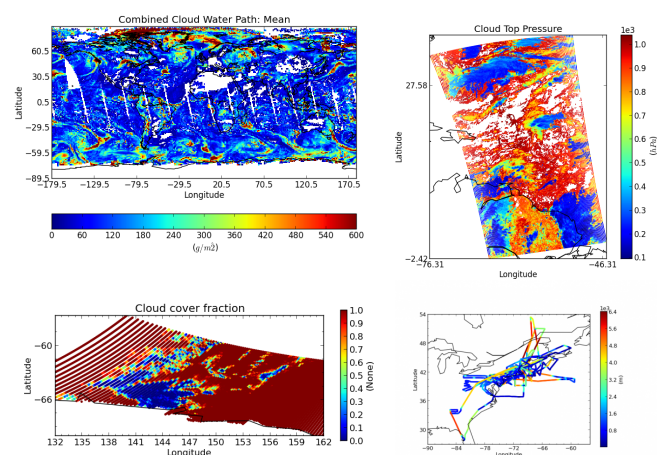 Combined Cloud Water Path: Mean
60.5
30.5
0.5
−29.5
−59.5
−89.5
Latitude
−179.5 −129.5 −79.5 −29.5 20.5 70.5 120.5 170.5
Longitude
0 60 120 180 240 300 360 420 480 540 600
(g/m2̂)
Cloud Top Pressure
1e3
27.58
−2.42
Latitude
−76.31 −46.31
Longitude
1.0
0.9
0.8
0.7
0.6
0.5
0.4
0.3
0.2
0.1
(hPa)
Cloud cover fraction
−60
−66
Latitude
132 135 138 141 144 147 150 153 156 159 162
Longitude
1.0
0.9
0.8
0.7
0.6
0.5
0.4
0.3
0.2
0.1
0.0
(None)
54
50
46
42
38
34
30
27
Latitude
−90 −84 −78 −72 −66 −60
Longitude
1e3
6.4
5.6
4.8
4.0
3.2
2.4
1.6
0.8
(m)